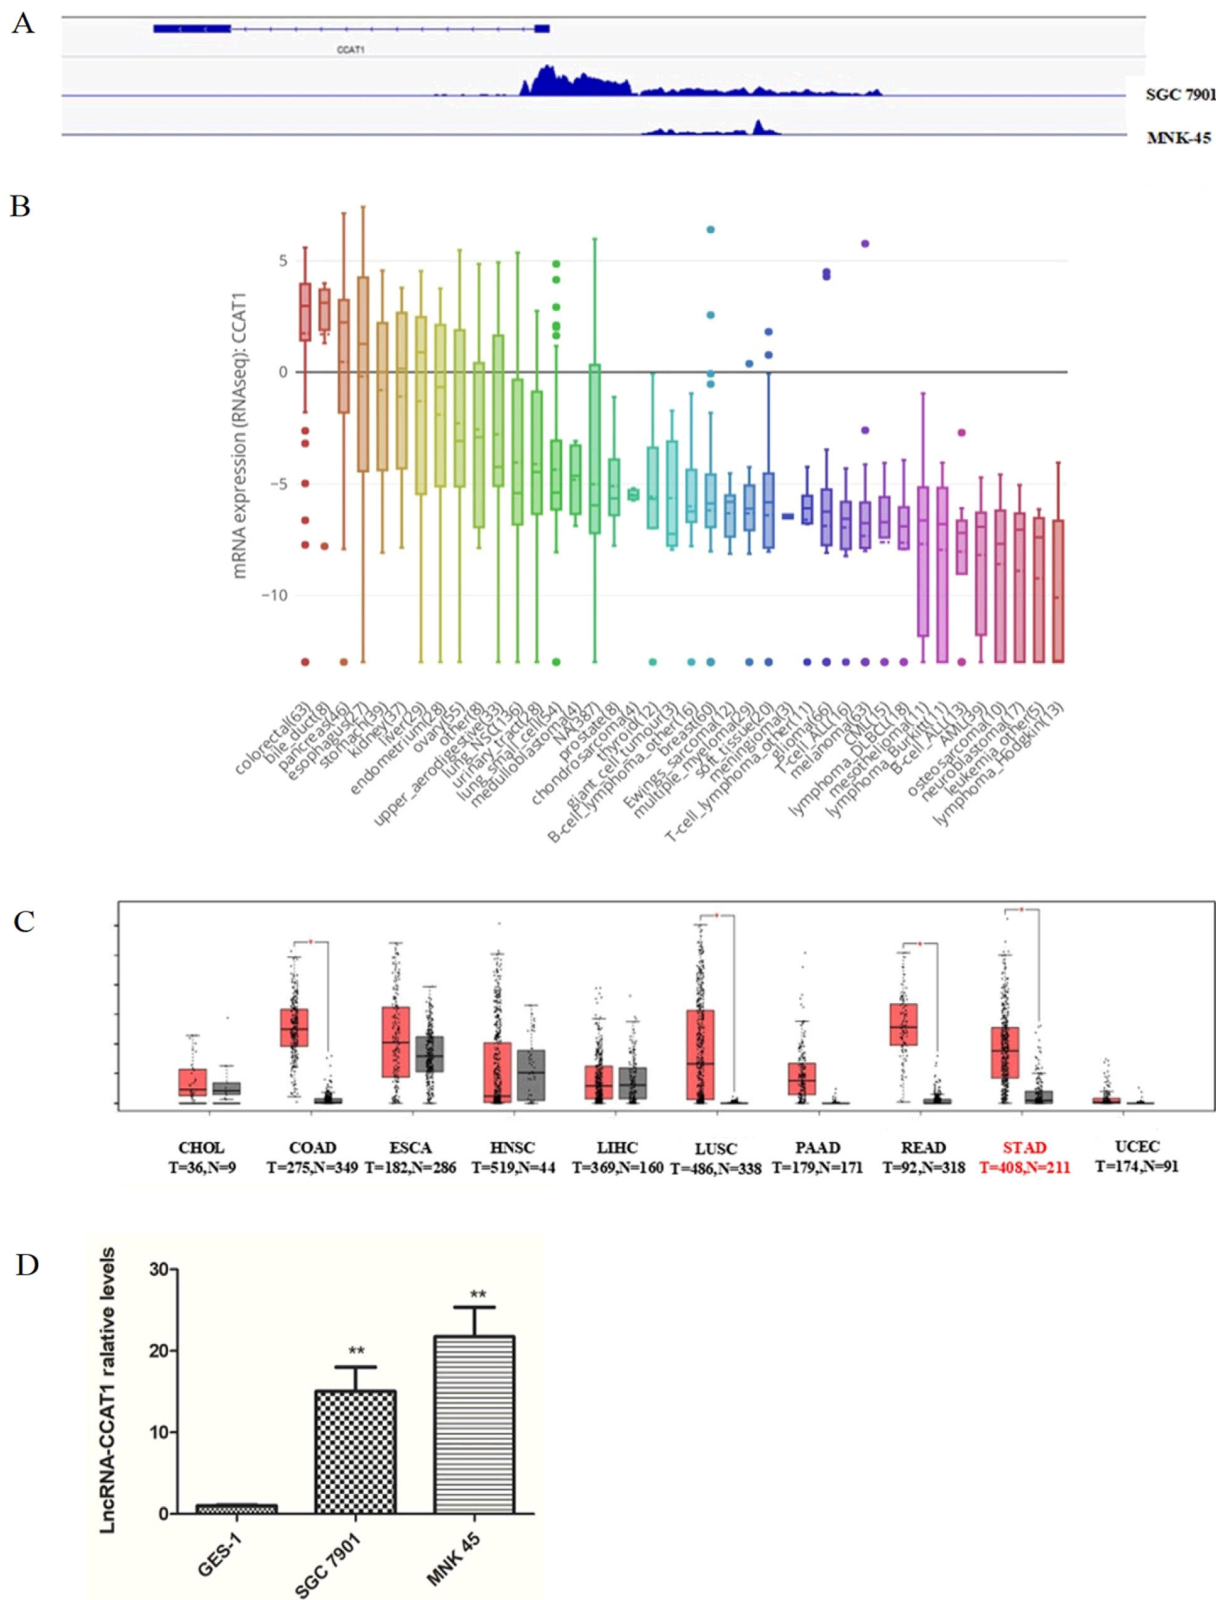 A
CCAT1
SGC 7901
MNK-45
B
mRNA expression (RNAseq): CCAT1
5
0
−5
−10
colorectal(63)
bile_duct(8)
pancreas(46)
esophagus(27)
stomach(39)
kidney(37)
liver(29)
endometrium(28)
ovary(55)
other(8)
upper_aerodigestive(33)
lung_NSC(136)
urinary_tract(28)
lung_small_cell(54)
medulloblastoma(4)
NA(387)
prostate(8)
chondrosarcoma(4)
thyroid(12)
giant_cell_tumour(3)
B-cell_lymphoma_other(16)
breast(60)
Ewings_sarcoma(12)
multiple_myeloma(29)
soft_tissue(20)
meningioma(3)
T-cell_lymphoma_other(11)
glioma(66)
T-cell_ALL(16)
melanoma(63)
CML(15)
lymphoma_DLBCL(18)
mesothelioma(11)
lymphoma_Burkitt(11)
B-cell_ALL(13)
AML(39)
osteosarcoma(10)
neuroblastoma(17)
leukemia_other(5)
lymphoma_Hodgkin(13)
C
* * * *
CHOL COAD ESCA HNSC LIHC LUSC PAAD READ STAD UCEC
T=36,N=9 T=275,N=349 T=182,N=286 T=519,N=44 T=369,N=160 T=486,N=338 T=179,N=171 T=92,N=318 T=408,N=211 T=174,N=91
D
LncRNA-CCAT1 ralative levels
30
20
10
0
**
**
GES-1
SGC 7901
MNK 45